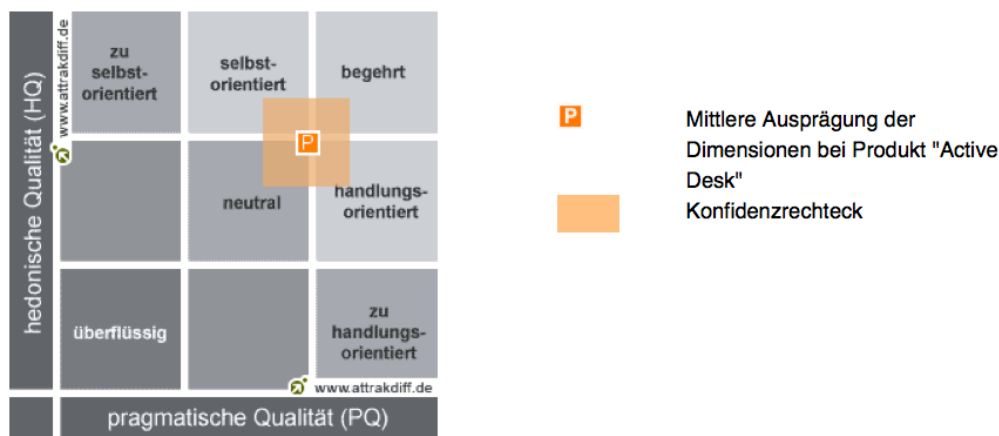 hedonische Qualität (HQ)
www.attrakdiff.de
zu
selbst-
orientiert
selbst-
orientiert
begehrt
P
neutral
handlungs-
orientiert
überflüssig
zu
handlungs-
orientiert
www.attrakdiff.de
pragmatische Qualität (PQ)
P
Mittlere Ausprägung der
Dimensionen bei Produkt "Active
Desk"
Konfidenzrechteck